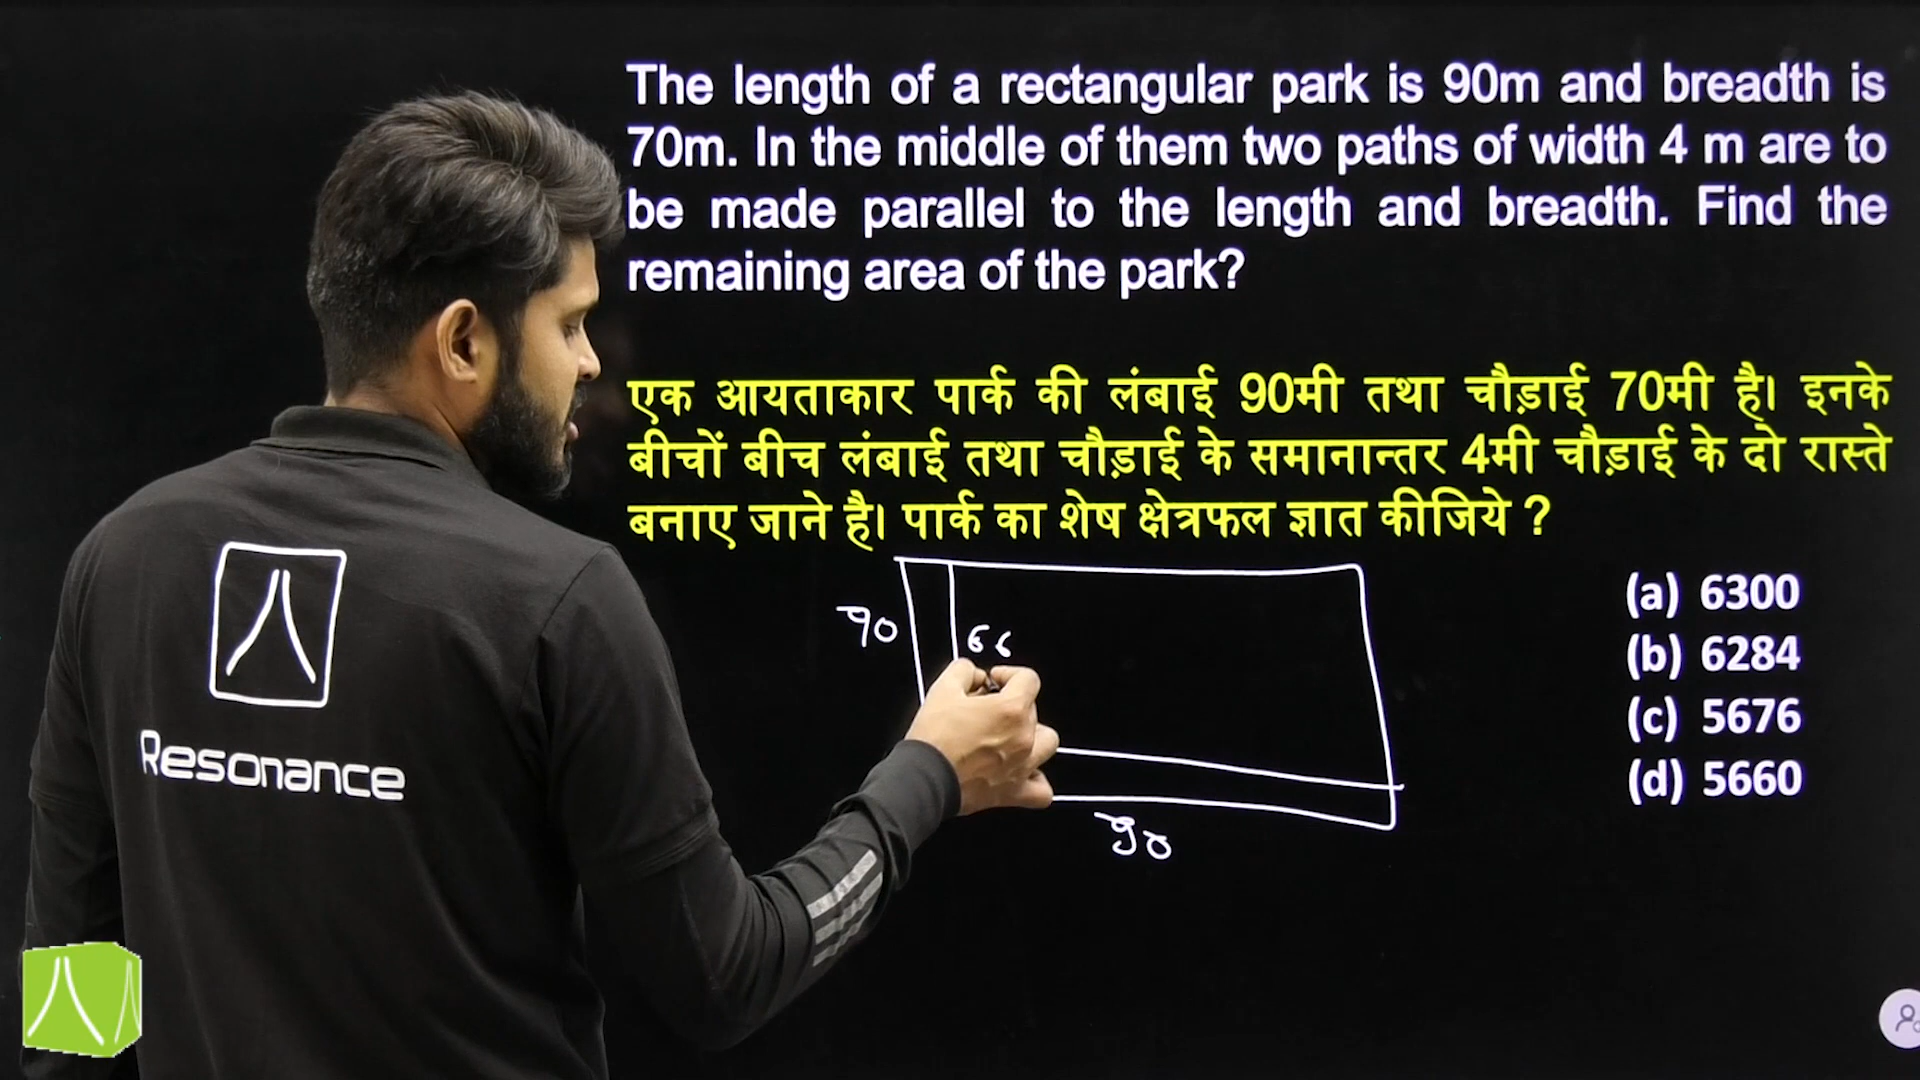 The length of a rectangular park is 90m and breadth is
70m. In the middle of them two paths of width 4 m are to
be made parallel to the length and breadth. Find the
remaining area of the park?
एक आयताकार पार्क की लंबाई 90मी तथा चौड़ाई 70मी है। इनके
बीचों बीच लंबाई तथा चौड़ाई के समानान्तर 4मी चौड़ाई के दो रास्ते
बनाए जाने है। पार्क का शेष क्षेत्रफल ज्ञात कीजिये ?
(a) 6300
(b) 6284
(c) 5676
(d) 5660
70
66
90
Resonance